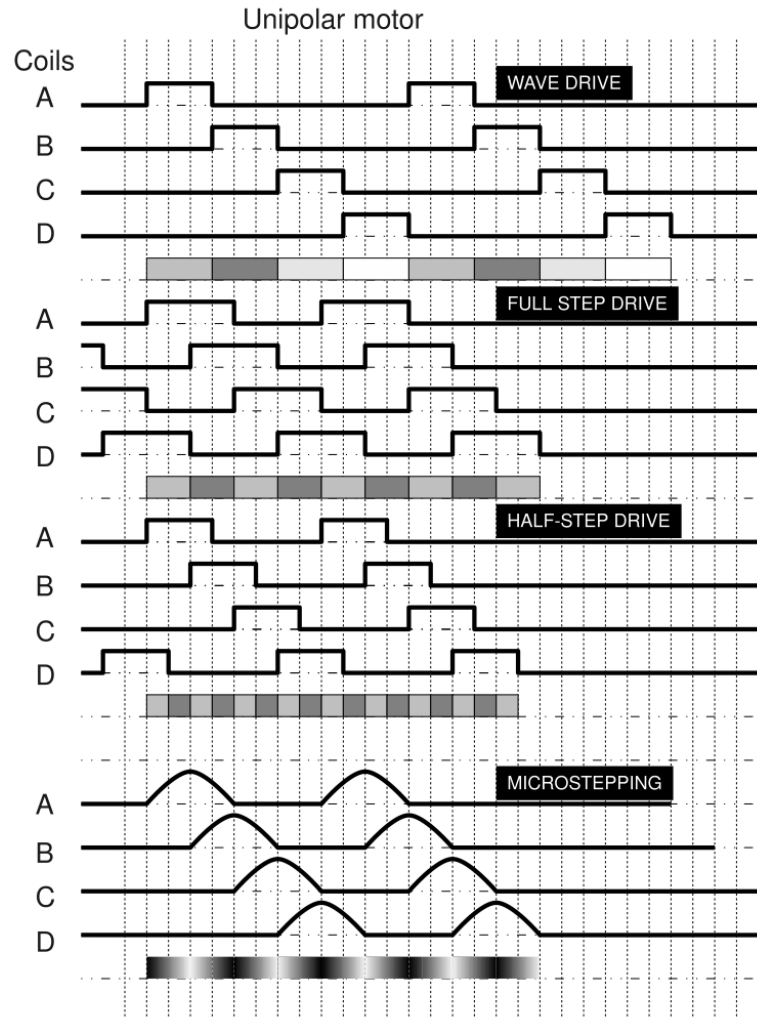 Unipolar motor
Coils
WAVE DRIVE
A
B
C
D
FULL STEP DRIVE
A
B
C
D
HALF-STEP DRIVE
A
B
C
D
MICROSTEPPING
A
B
C
D